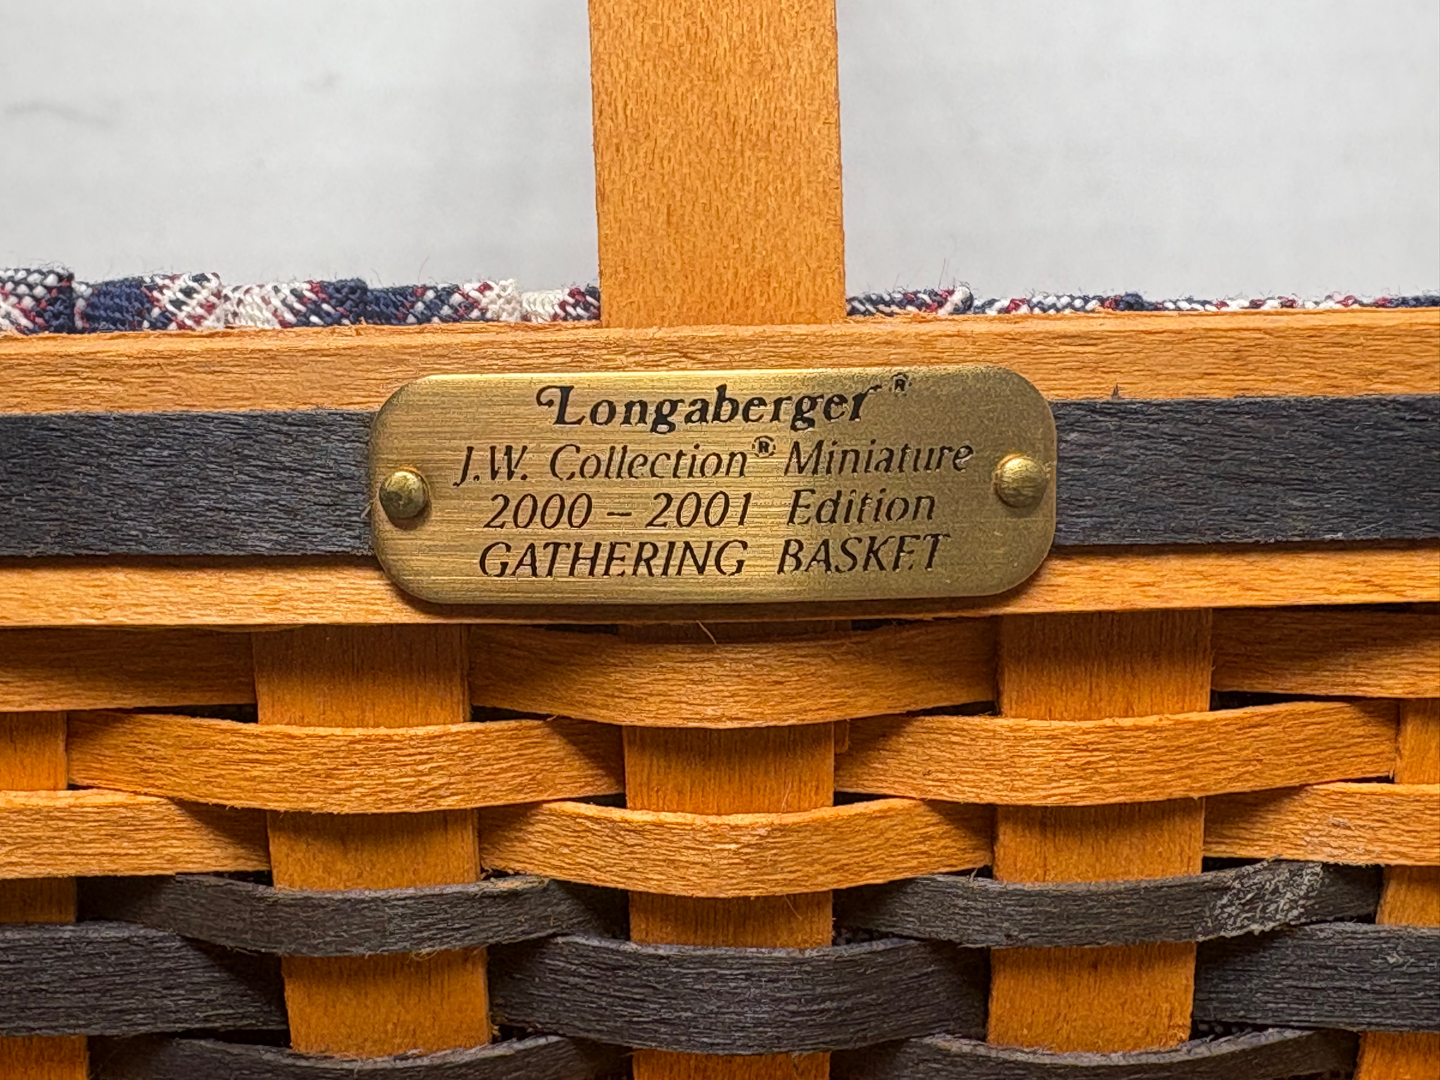 Longaberger®
J.W. Collection® Miniature
2000 – 2001 Edition
GATHERING BASKET